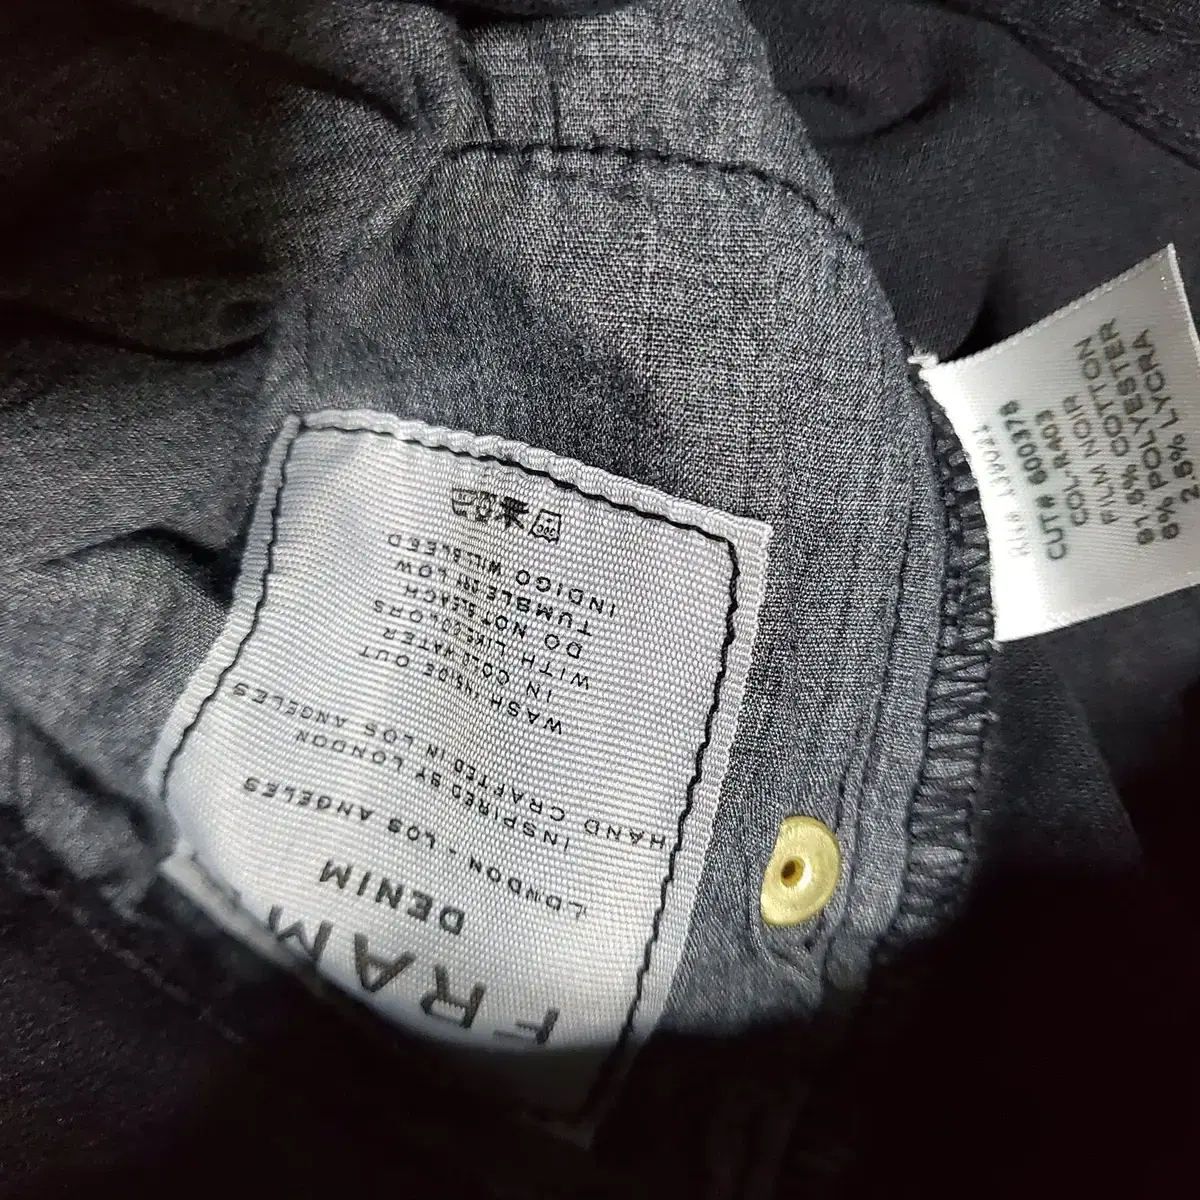 FRAM
DENIM
LONDON - LOS ANGELES
INSPIRED BY LONDON
HAND CRAFTED IN LOS ANGELES
WASH INSIDE OUT
IN COLD WATER
WITH LIKE COLORS
DO NOT BLEACH
TUMBLE DRY LOW
INDIGO WILL BLEED
CUT# 600378
COL-R403
FILM NOIR
91.5% COTTON
6% POLYESTER
2.5% LYCRA